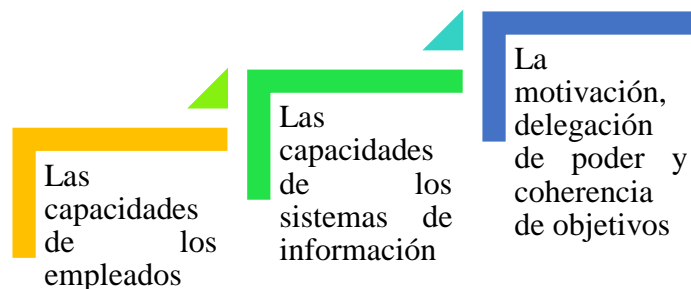 Las
capacidades
de los
empleados
Las
capacidades
de los
sistemas de
información
La
motivación,
delegación
de poder y
coherencia
de objetivos